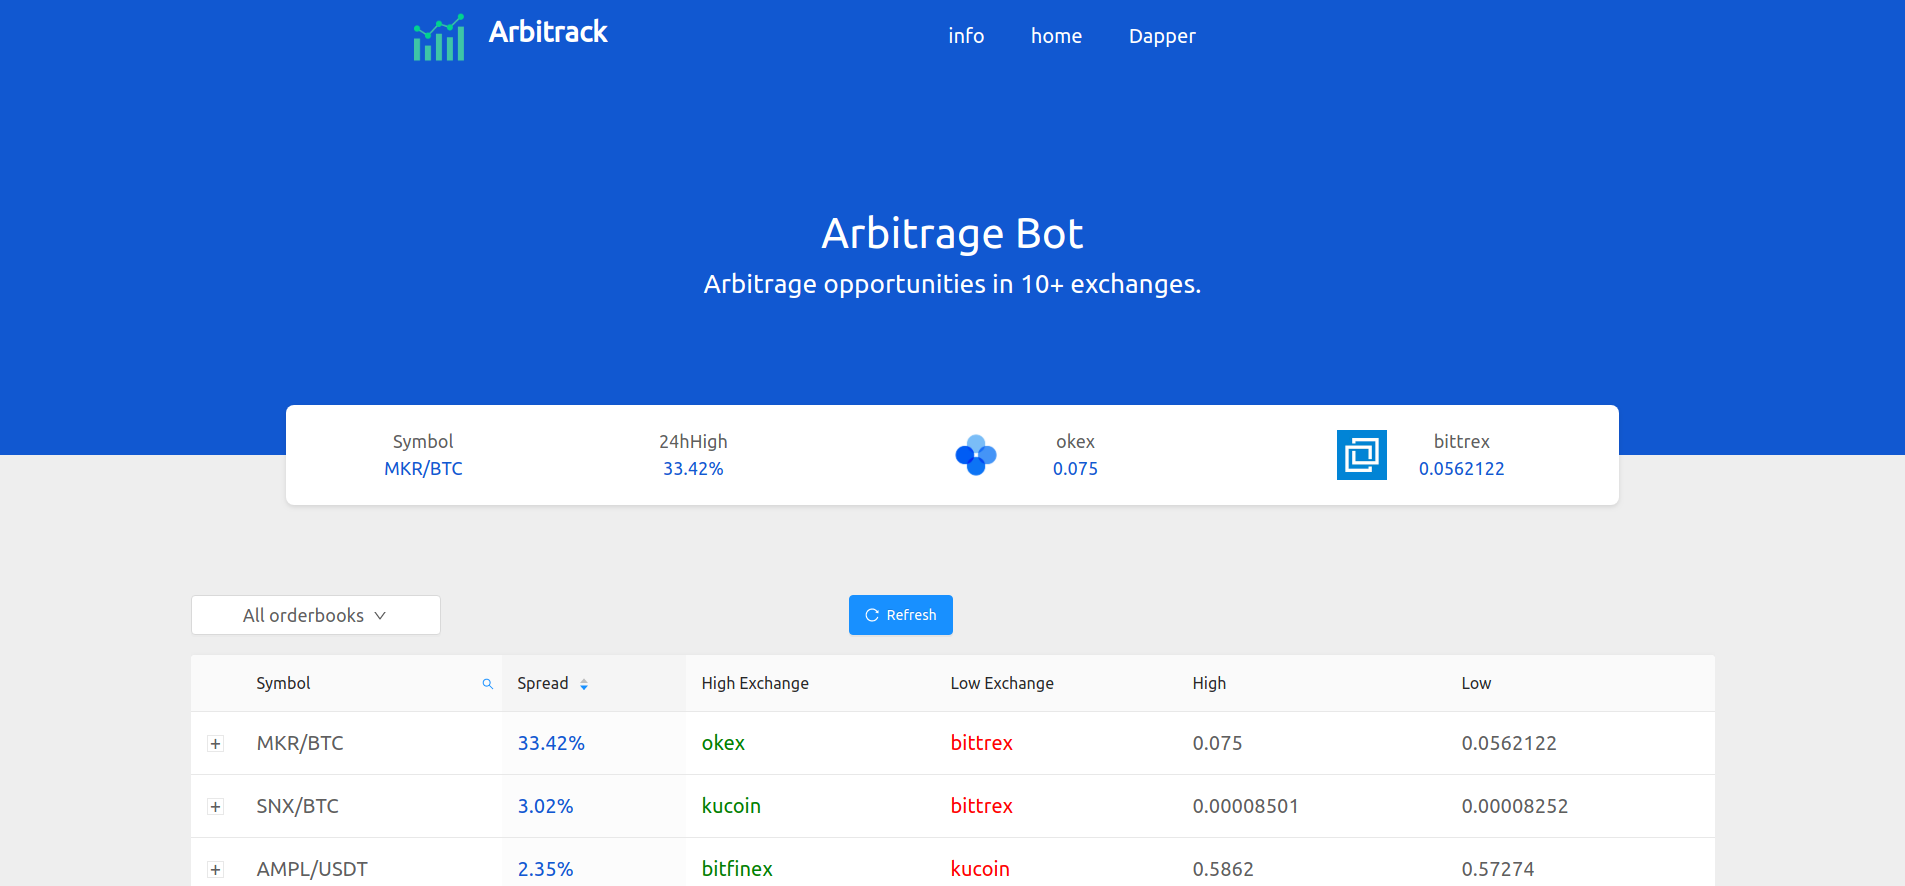 Arbitrack
info home Dapper
Arbitrage Bot
Arbitrage opportunities in 10+ exchanges.
Symbol 24hHigh okex bittrex
MKR/BTC 33.42% 0.075 0.0562122
All orderbooks Refresh
Symbol Spread High Exchange Low Exchange High Low
+ MKR/BTC 33.42% okex bittrex 0.075 0.0562122
+ SNX/BTC 3.02% kucoin bittrex 0.00008501 0.00008252
+ AMPL/USDT 2.35% bitfinex kucoin 0.5862 0.57274